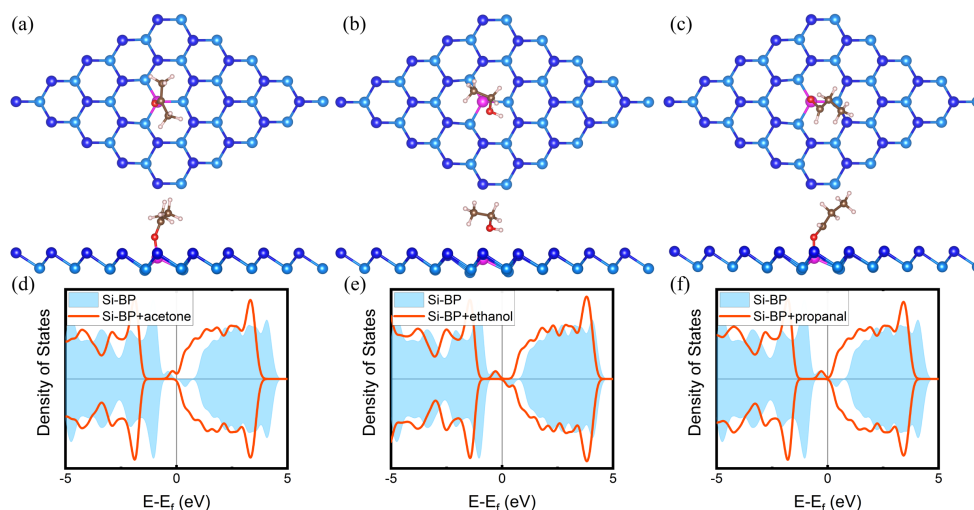 (a)
(b)
(c)
(d)
Si-BP
Si-BP+acetone
Density of States
-5
0
5
E-Ef (eV)
(e)
Si-BP
Si-BP+ethanol
Density of States
-5
0
5
E-Ef (eV)
(f)
Si-BP
Si-BP+propanal
Density of States
-5
0
5
E-Ef (eV)